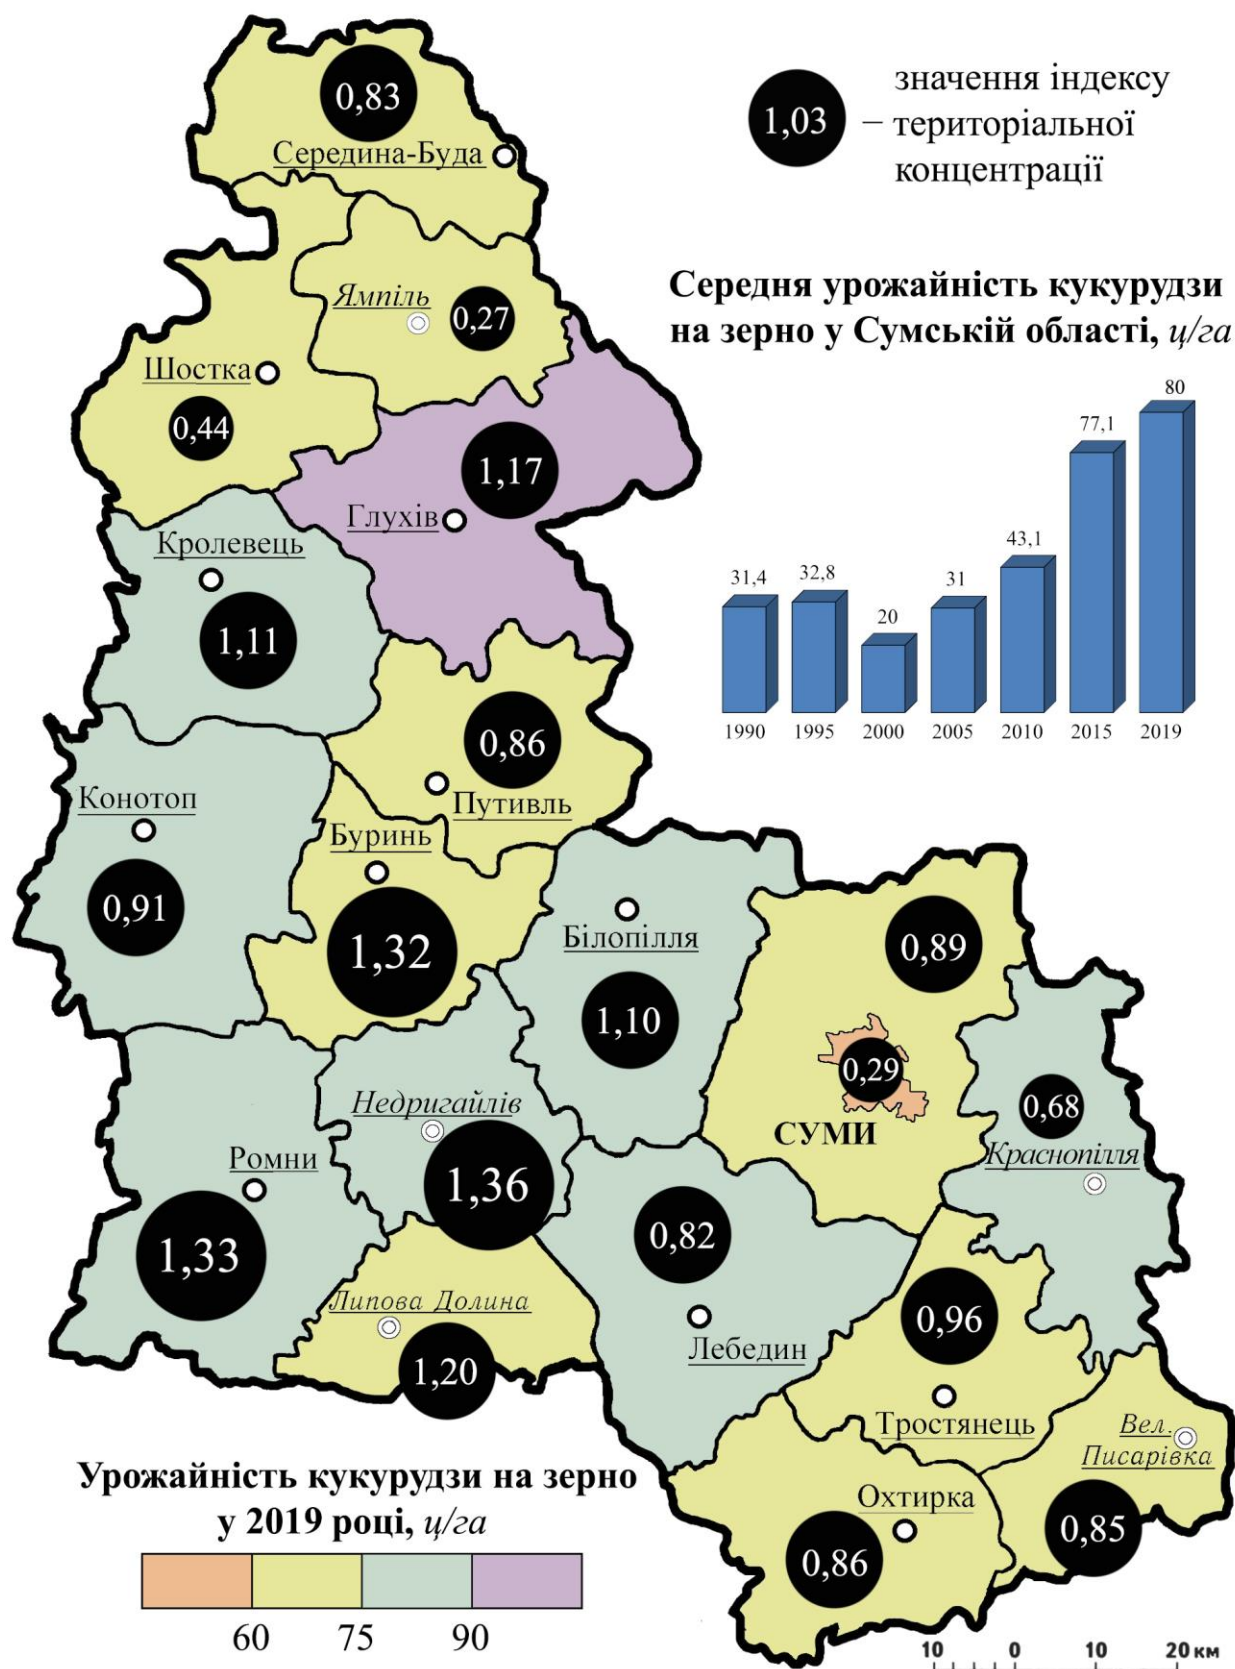 0,83
Середина-Буда
1,03
– значення індексу
територіальної
концентрації
Ямпіль
0,27
Шостка
0,44
1,17
Глухів
Кролевець
1,11
0,86
Путивль
Конотоп
0,91
Буринь
1,32
Білопілля
1,10
0,89
0,29
СУМИ
0,68
Краснопілля
Недригайлів
1,36
Ромни
1,33
0,82
Лебедин
Липова Долина
1,20
0,96
Тростянець
Вел.
Писарівка
0,85
Охтирка
0,86
Середня урожайність кукурудзи
на зерно у Сумській області, ц/га
31,4 32,8 20 31 43,1 77,1 80
1990 1995 2000 2005 2010 2015 2019
Урожайність кукурудзи на зерно
у 2019 році, ц/га
60 75 90
10 0 10 20 км